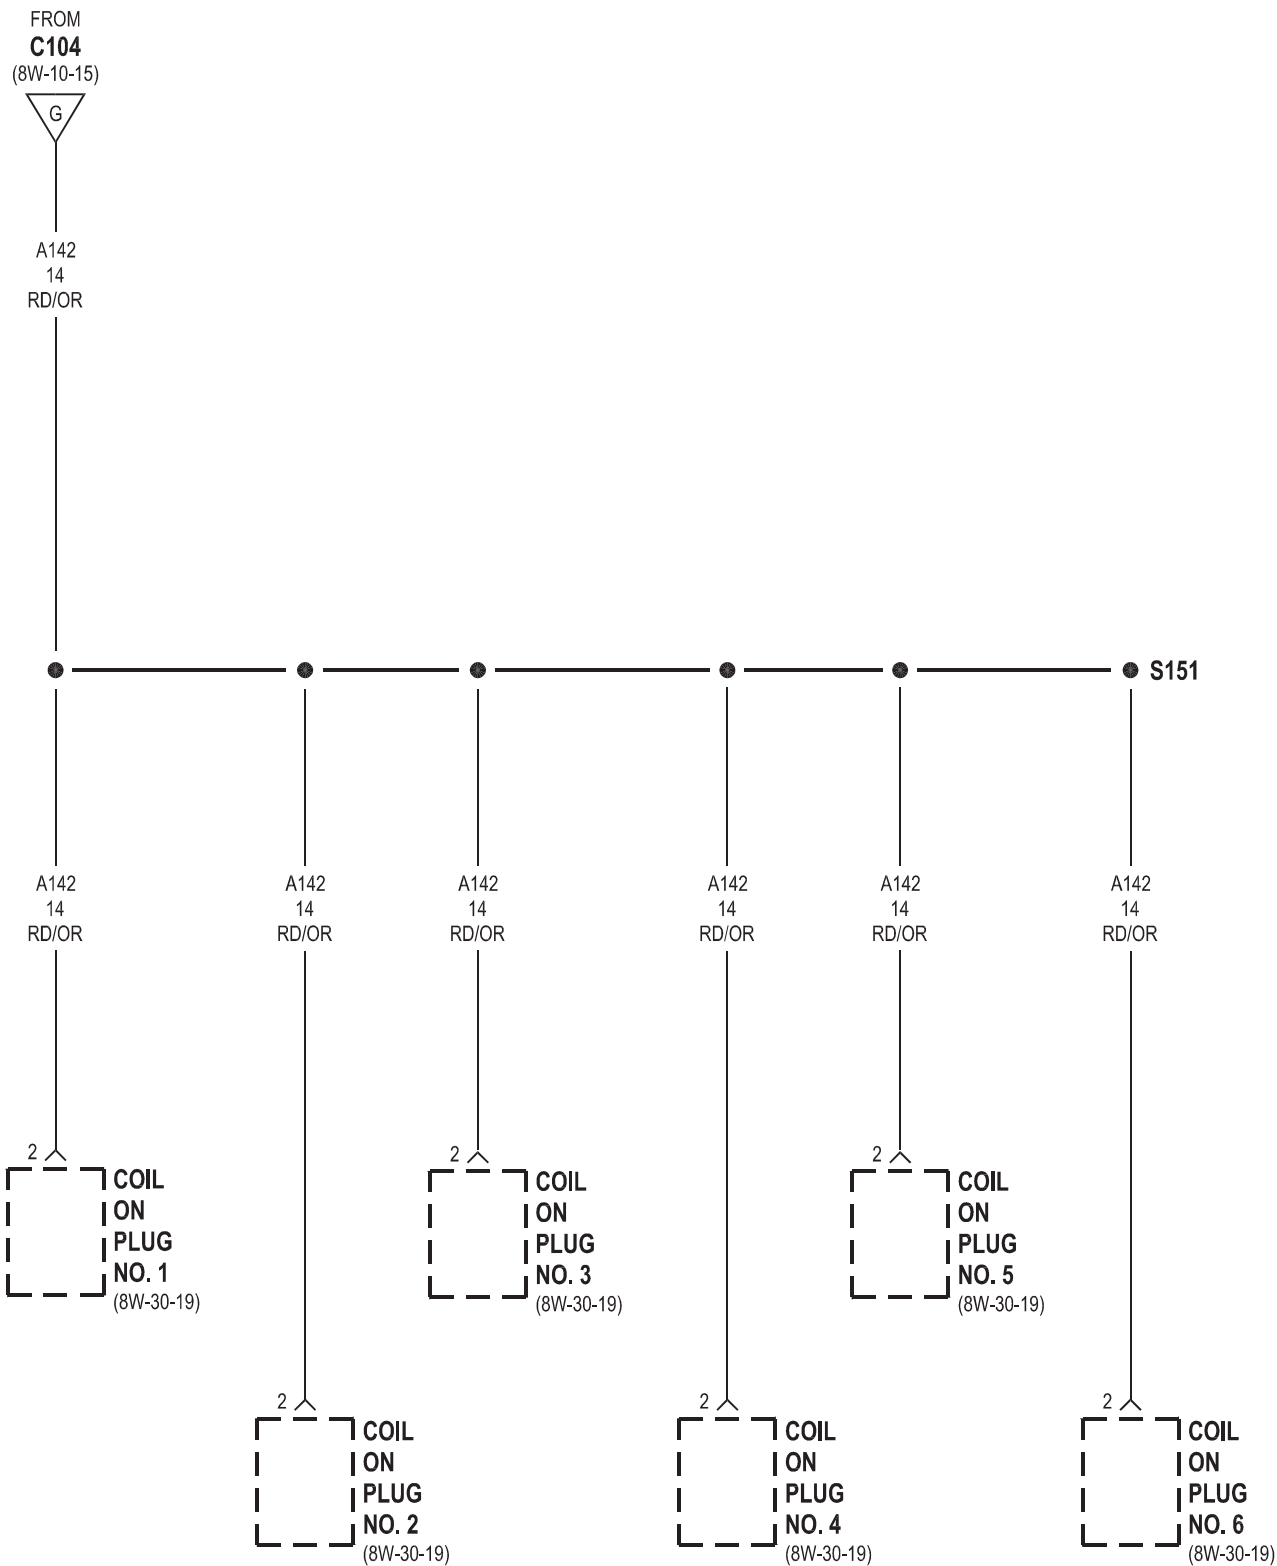 FROM
C104
(8W-10-15)
G
A142
14
RD/OR
S151
A142
14
RD/OR
A142
14
RD/OR
A142
14
RD/OR
A142
14
RD/OR
A142
14
RD/OR
A142
14
RD/OR
2
COIL
ON
PLUG
NO. 1
(8W-30-19)
2
COIL
ON
PLUG
NO. 3
(8W-30-19)
2
COIL
ON
PLUG
NO. 5
(8W-30-19)
2
COIL
ON
PLUG
NO. 2
(8W-30-19)
2
COIL
ON
PLUG
NO. 4
(8W-30-19)
2
COIL
ON
PLUG
NO. 6
(8W-30-19)